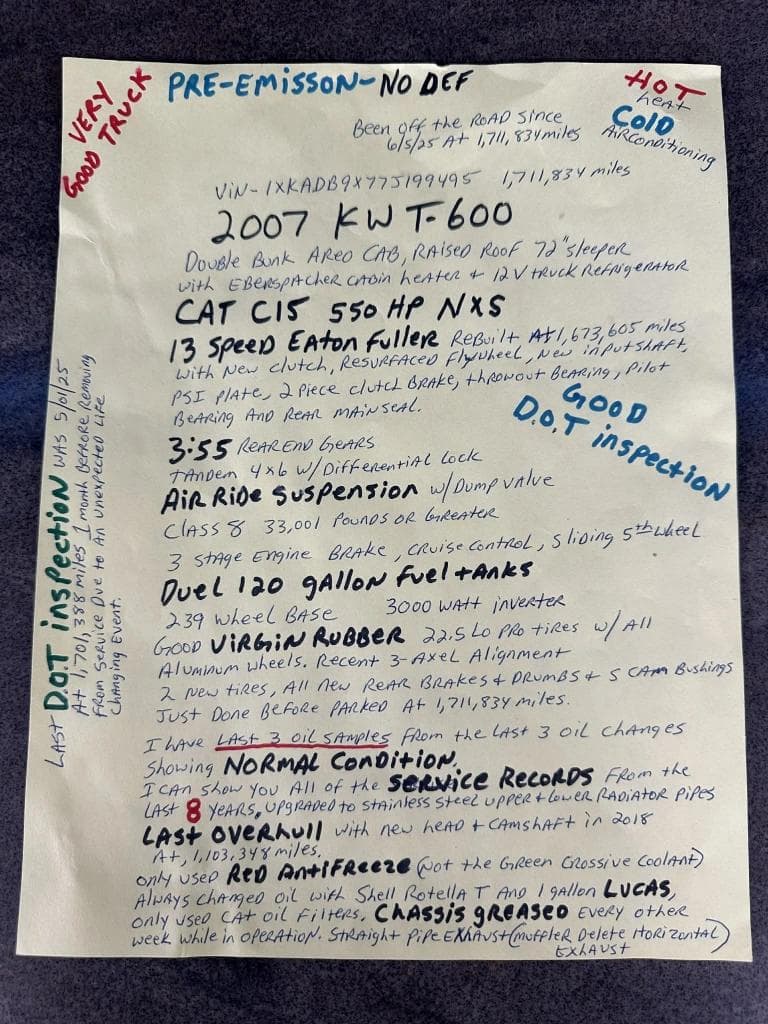 VERY
GOOD TRUCK
PRE-EMISSON-NO DEF
HOT
heat
COLD
AIRCONDITIONING
Been off the ROAD Since
6/5/25 At 1,711,834 miles
VIN-1XKADB9X77J199495 1,711,834 miles
2007 KW T-600
Double Bunk AREO CAB, RAISED Roof 72" sleeper
with EBERSPACHER CABIN heater + 12V truck Refrigerator
CAT C15 550 HP NXS
13 Speed Eaton Fuller Rebuilt At 1,673,605 miles
with New clutch, Resurfaced Flywheel, New inputshaft,
PSI PLATE, 2 Piece clutch BRAKE, throwout BEARING, Pilot
BEARING AND REAR MAINSEAL.
GOOD
D.O.T inspection
3:55 REAREND GEARS
TANDEM 4x6 w/Differential Lock
AiR RiDe SUSPENSION w/Dump valve
CLASS 8 33,001 POUNDS OR GREATER
3 STAGE Engine BRAKE, CRUISE CONTROL, Sliding 5th wheel
Duel 120 gallon Fuel tAnks
239 wheel BASE 3000 WATT inverter
Good VIRGIN RUBBER 22.5 Lo Pro tires w/ All
Aluminum wheels. Recent 3-Axel Alignment
2 New tires, All New REAR BRAKES + DRUMBS + S CAM Bushings
Just Done Before PARKED At 1,711,834 miles.
I HAVE LAST 3 OIL SAMPLES FROM the LAST 3 oil changes
Showing NORMAL CONDITION.
I CAN show you All of the SERVICE RECORDS FROM the
LAST 8 YEARS, UPGRADED to STAINLESS STEEL UPPER + Lower RADIATOR PIPES
LAST OVERHULL with new head + CAMSHAFT in 2018
At, 1,103,348 miles.
only used RED ANTIFREEZE (Not the Green Crossive Coolant)
Always changed oil with Shell Rotella T And 1 gallon LUCAS,
only used CAT oil FILTERS. CHASSIS GREASED EVERY other
week while in operation. STRAIGHT PIPE EXHAUST (muffler Delete Horizontal)
EXHAUST
LAST D.O.T inspection WAS 5/01/25
At 1,701,388 miles 1 month BEFRORE Removing
FROM SERVICE Due to An UNEXPECTED LIFE
CHANGING EVENT.